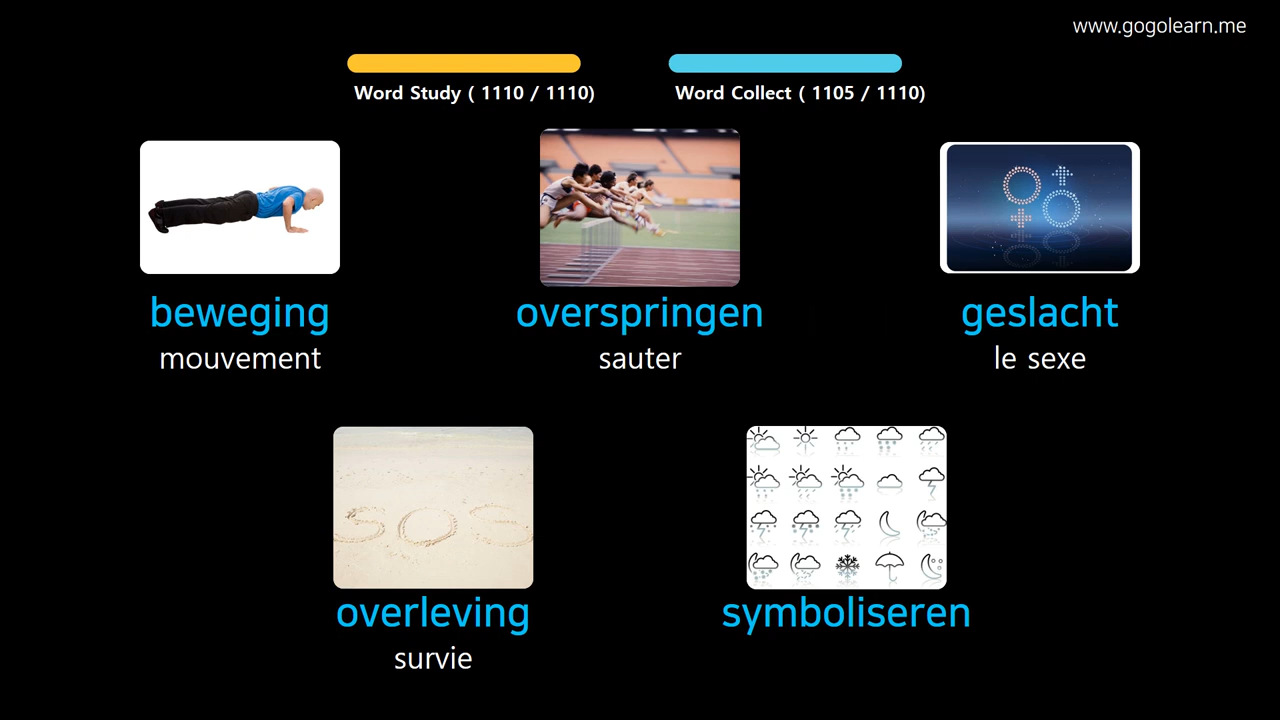 www.gogolearn.me
Word Study ( 1110 / 1110)
Word Collect ( 1105 / 1110)
beweging
mouvement
overspringen
sauter
geslacht
le sexe
SOS
overleving
survie
symboliseren